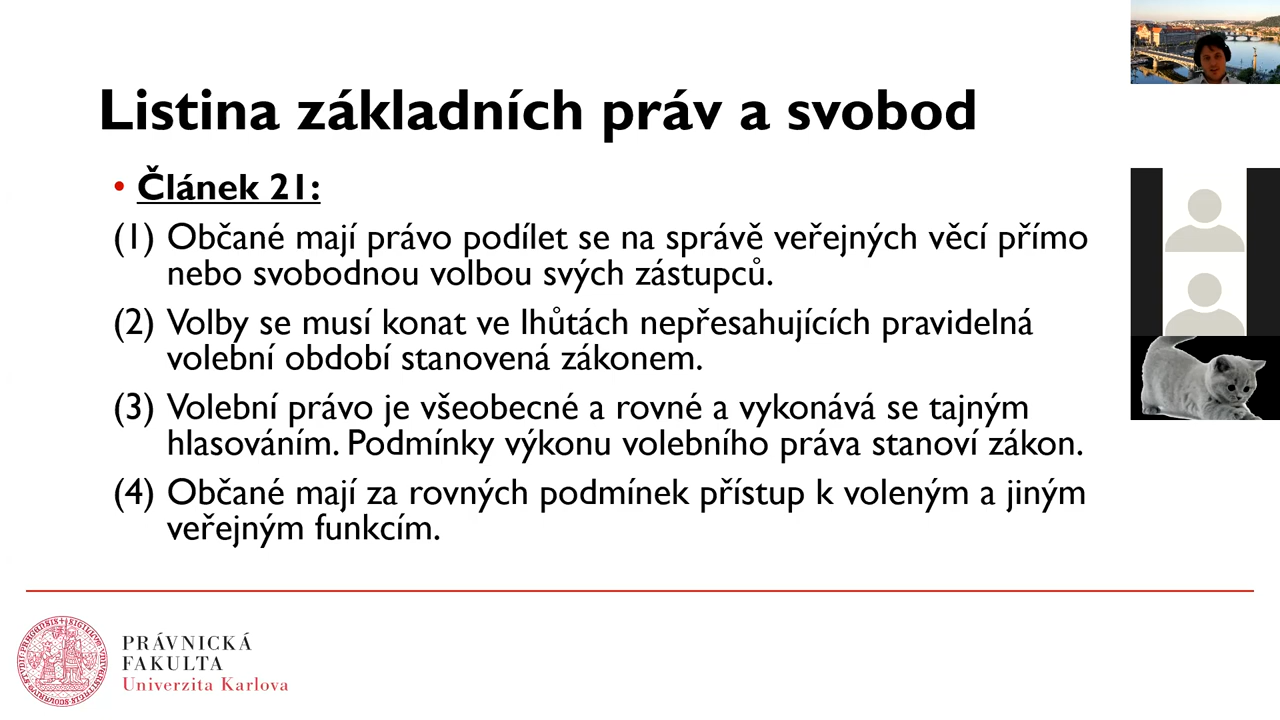 Listina základních práv a svobod
• Článek 21:
(1) Občané mají právo podílet se na správě veřejných věcí přímo
nebo svobodnou volbou svých zástupců.
(2) Volby se musí konat ve lhůtách nepřesahujících pravidelná
volební období stanovená zákonem.
(3) Volební právo je všeobecné a rovné a vykonává se tajným
hlasováním. Podmínky výkonu volebního práva stanoví zákon.
(4) Občané mají za rovných podmínek přístup k voleným a jiným
veřejným funkcím.
PRÁVNICKÁ
FAKULTA
Univerzita Karlova